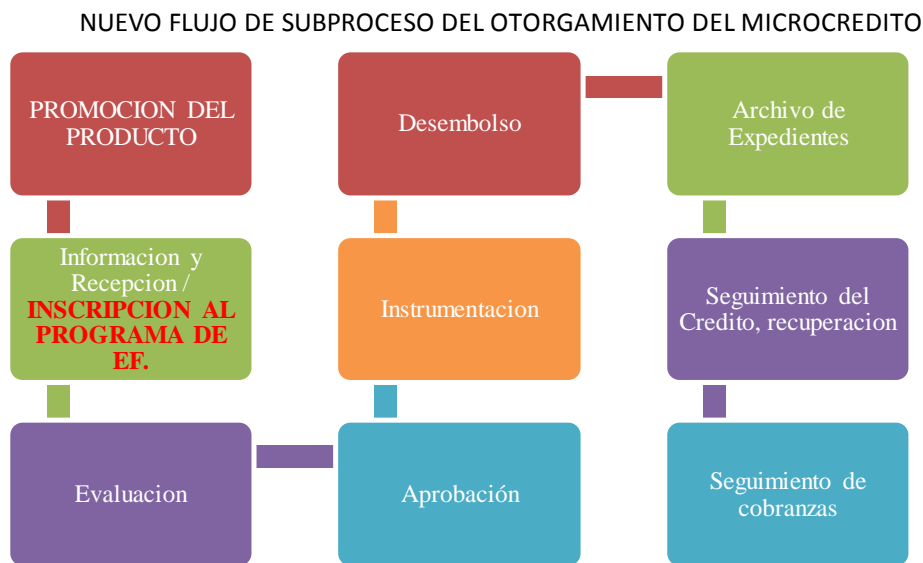 NUEVO FLUJO DE SUBPROCESO DEL OTORGAMIENTO DEL MICROCREDITO
PROMOCION DEL
PRODUCTO
Informacion y
Recepcion /
INSCRIPCION AL
PROGRAMA DE
EF.
Evaluacion
Aprobación
Instrumentacion
Desembolso
Archivo de
Expedientes
Seguimiento del
Credito, recuperacion
Seguimiento de
cobranzas